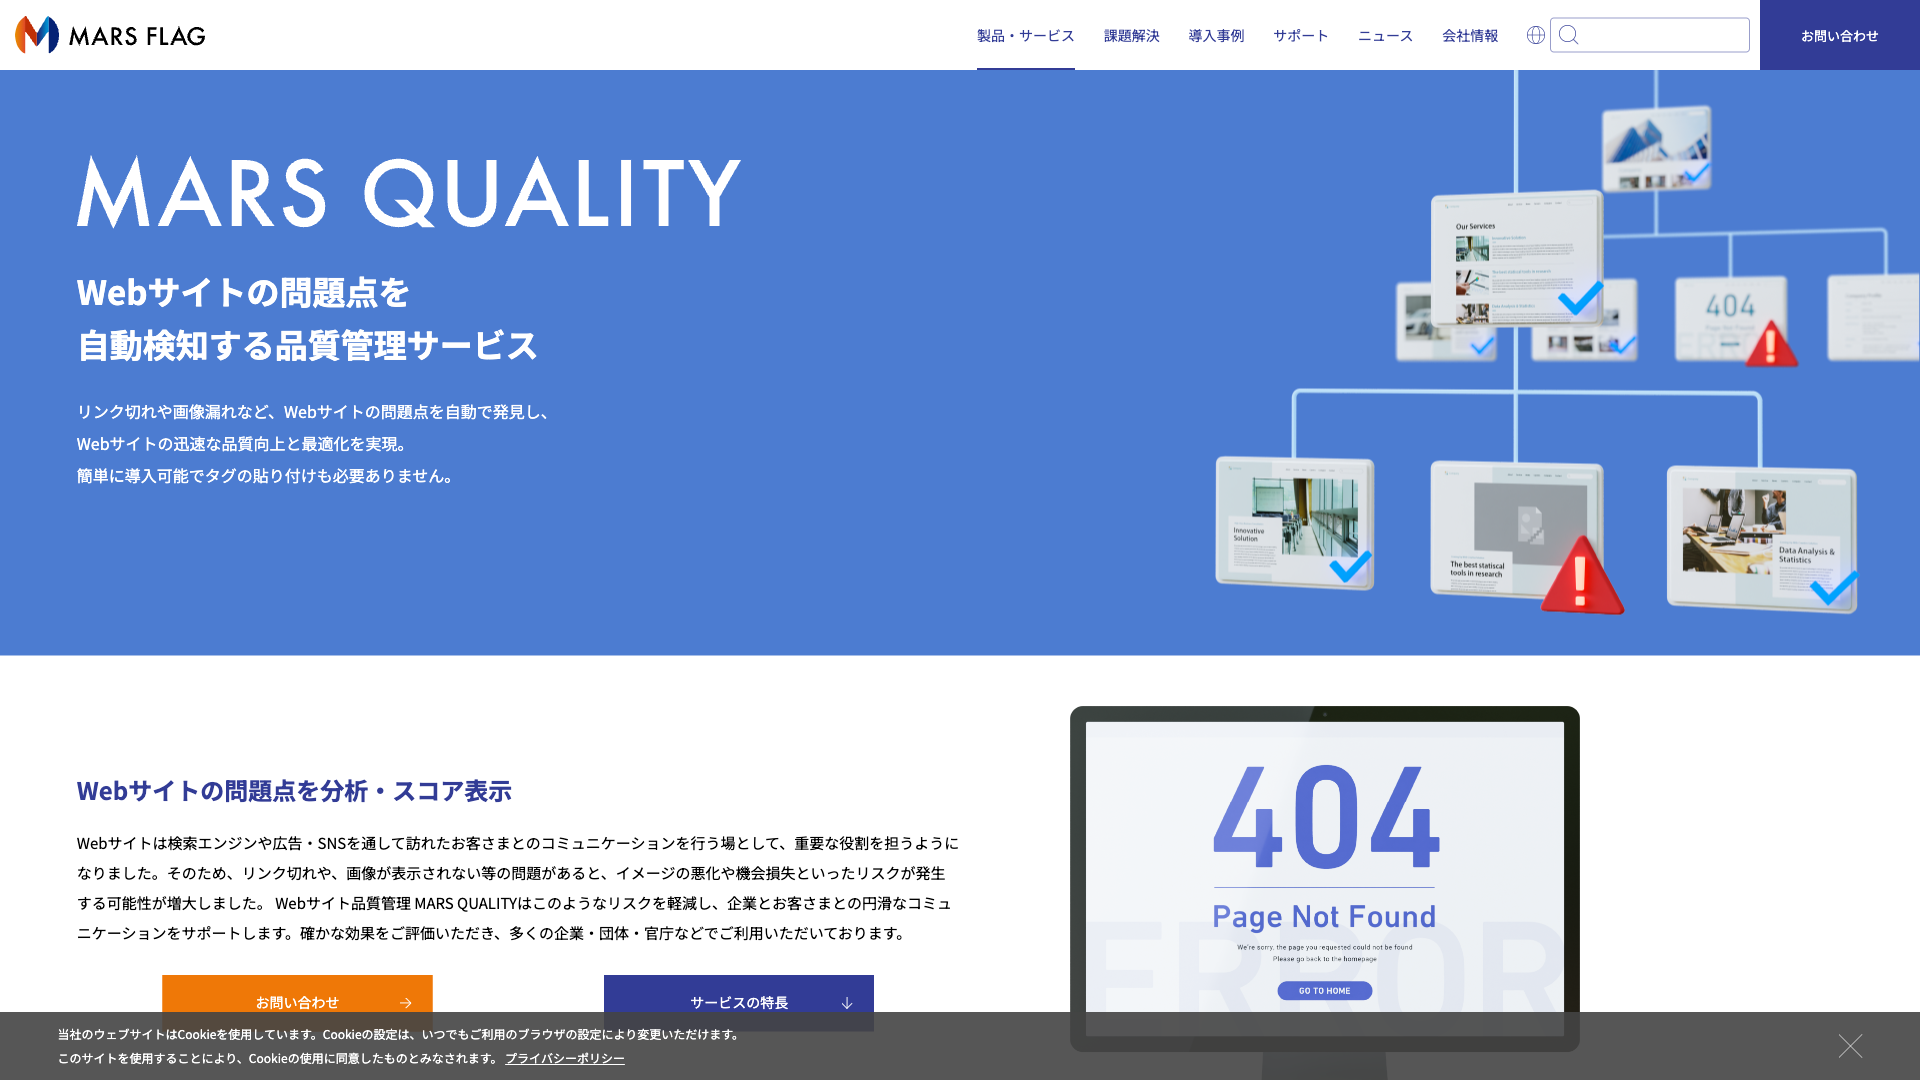 MARS FLAG
製品・サービス
課題解決
導入事例
サポート
ニュース
会社情報
お問い合わせ
MARS QUALITY
Webサイトの問題点を
自動検知する品質管理サービス
リンク切れや画像漏れなど、Webサイトの問題点を自動で発見し、
Webサイトの迅速な品質向上と最適化を実現。
簡単に導入可能でタグの貼り付けも必要ありません。
Our Services
404
Page Not Found
Innovative
Solution
The best statiscal
tools in research
Data Analysis &
Statistics
Webサイトの問題点を分析・スコア表示
Webサイトは検索エンジンや広告・SNSを通して訪れたお客さまとのコミュニケーションを行う場として、重要な役割を担うように
なりました。そのため、リンク切れや、画像が表示されない等の問題があると、イメージの悪化や機会損失といったリスクが発生
する可能性が増大しました。 Webサイト品質管理 MARS QUALITYはこのようなリスクを軽減し、企業とお客さまとの円滑なコミュ
ニケーションをサポートします。確かな効果をご評価いただき、多くの企業・団体・官庁などでご利用いただいております。
お問い合わせ
サービスの特長
404
Page Not Found
We're sorry, the page you requested could not be found
Please go back to the homepage
GO TO HOME
ERROR
当社のウェブサイトはCookieを使用しています。Cookieの設定は、いつでもご利用のブラウザの設定により変更いただけます。
このサイトを使用することにより、Cookieの使用に同意したものとみなされます。 プライバシーポリシー